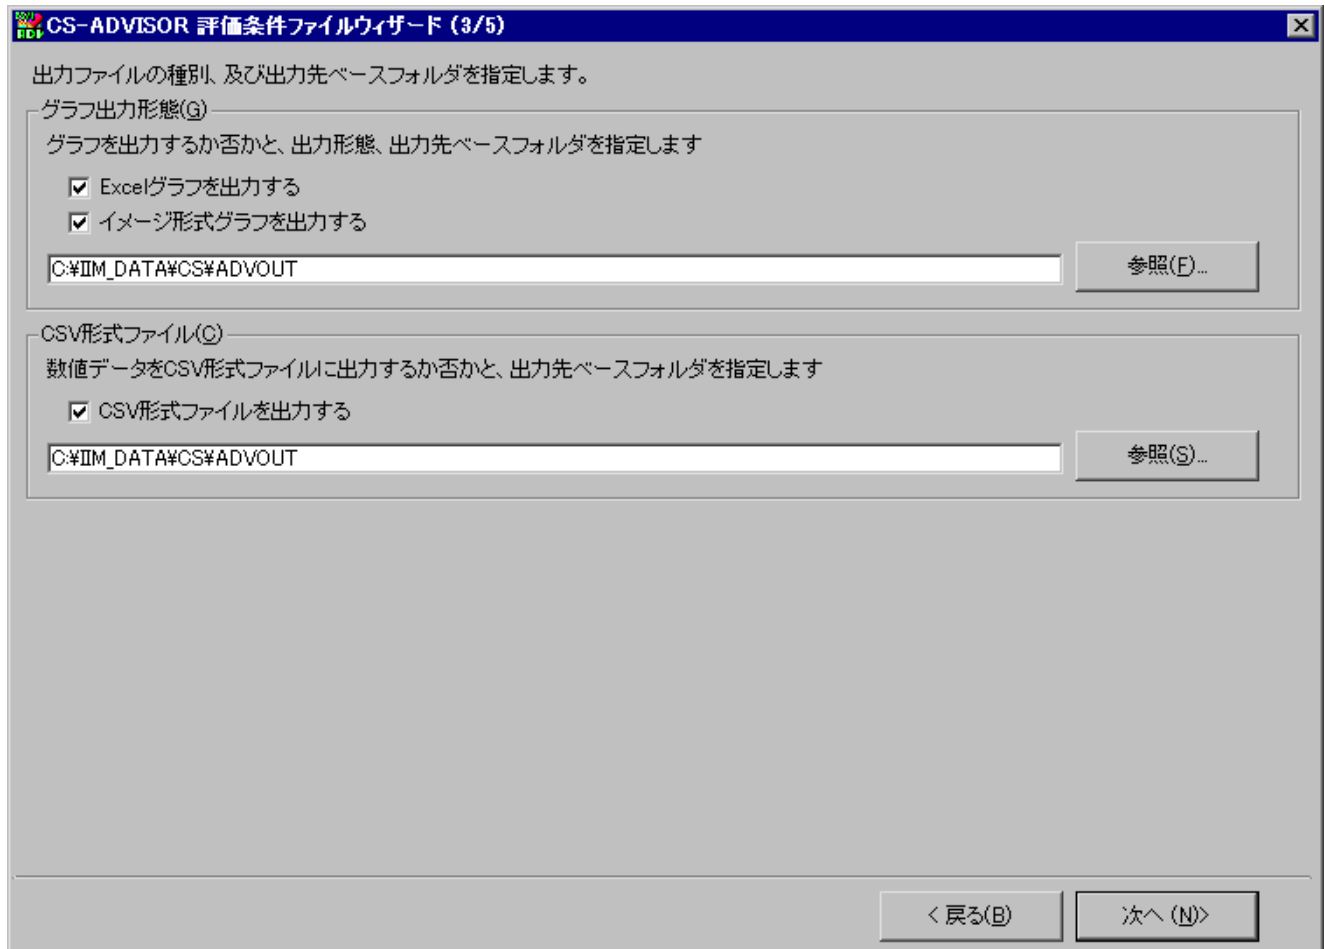 CS-ADVISOR 評価条件ファイルウィザード (3/5)
出力ファイルの種別、及び出力先ベースフォルダを指定します。
グラフ出力形態(G)
グラフを出力するか否かと、出力形態、出力先ベースフォルダを指定します
Excelグラフを出力する
イメージ形式グラフを出力する
C:¥IIM_DATA¥CS¥ADVOUT
参照(F)...
CSV形式ファイル(C)
数値データをCSV形式ファイルに出力するか否かと、出力先ベースフォルダを指定します
CSV形式ファイルを出力する
C:¥IIM_DATA¥CS¥ADVOUT
参照(S)...
< 戻る(B)
次へ (N)>